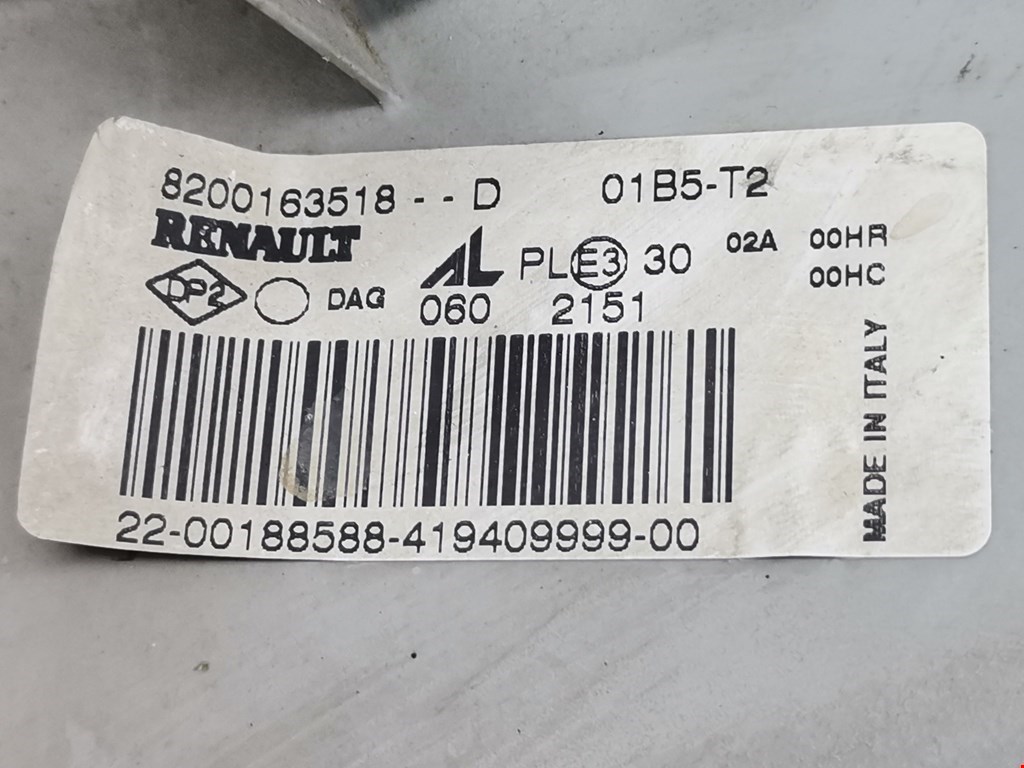 8200163518 - - D 01B5-T2
RENAULT
AL PL E3 30 02A 00HR
00HC
DP2 DAG 060 2151
22-00188588-419409999-00
MADE IN ITALY